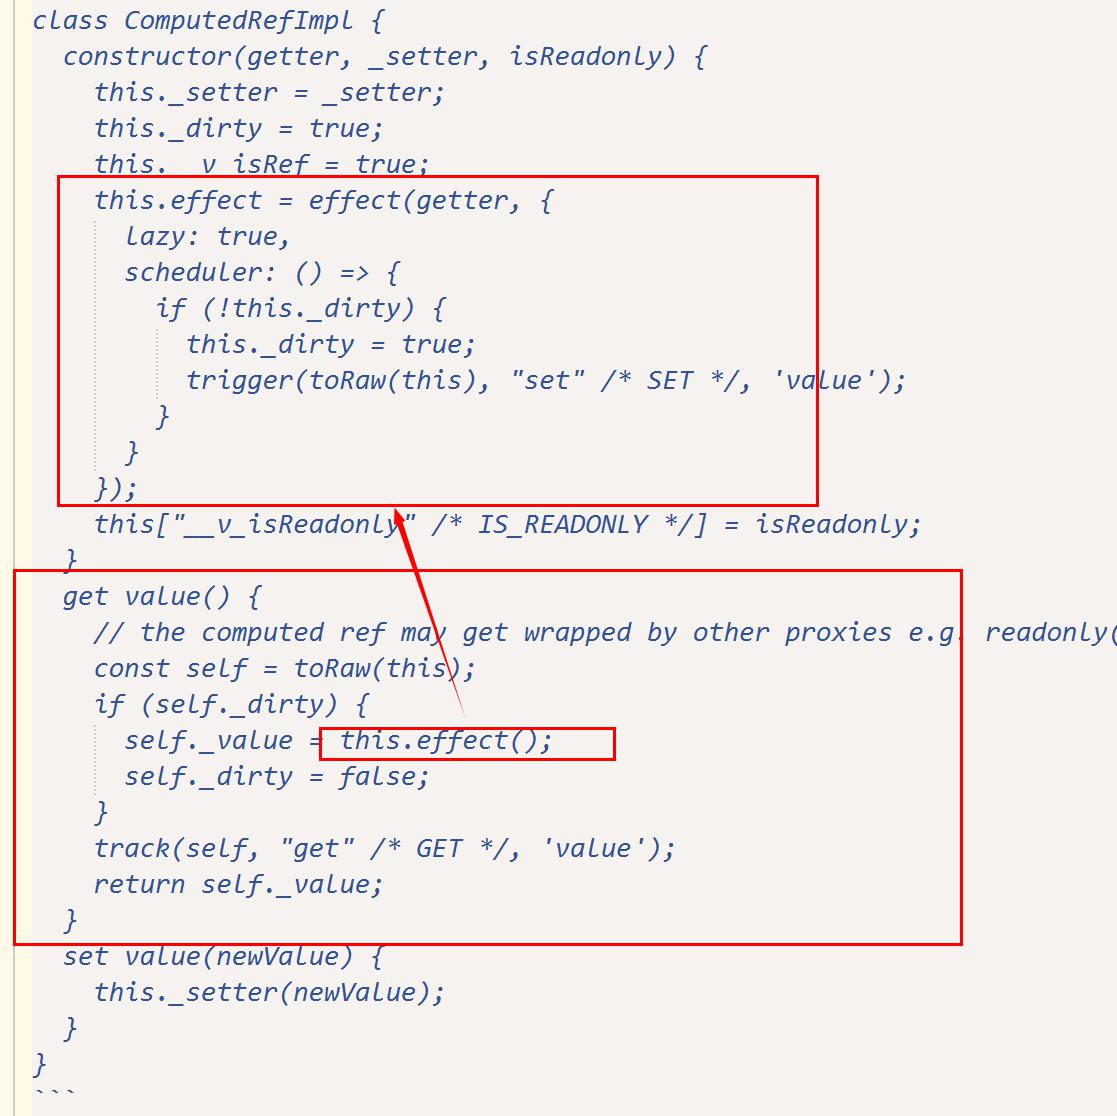 class ComputedRefImpl {
  constructor(getter, _setter, isReadonly) {
    this._setter = _setter;
    this._dirty = true;
    this.__v_isRef = true;
    this.effect = effect(getter, {
      lazy: true,
      scheduler: () => {
        if (!this._dirty) {
          this._dirty = true;
          trigger(toRaw(this), "set" /* SET */, 'value');
        }
      }
    });
    this["__v_isReadonly" /* IS_READONLY */] = isReadonly;
  }
  get value() {
    // the computed ref may get wrapped by other proxies e.g. readonly(
    const self = toRaw(this);
    if (self._dirty) {
      self._value = this.effect();
      self._dirty = false;
    }
    track(self, "get" /* GET */, 'value');
    return self._value;
  }
  set value(newValue) {
    this._setter(newValue);
  }
}
```